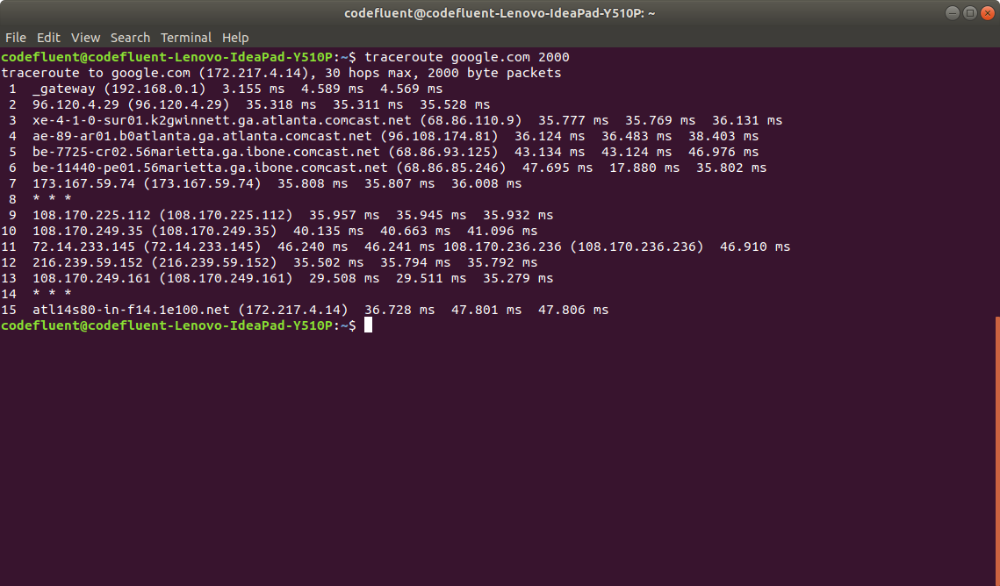 codefluent@codefluent-Lenovo-IdeaPad-Y510P: ~
File Edit View Search Terminal Help
codefluent@codefluent-Lenovo-IdeaPad-Y510P:~$ traceroute google.com 2000
traceroute to google.com (172.217.4.14), 30 hops max, 2000 byte packets
 1  _gateway (192.168.0.1)  3.155 ms  4.589 ms  4.569 ms
 2  96.120.4.29 (96.120.4.29)  35.318 ms  35.311 ms  35.528 ms
 3  xe-4-1-0-sur01.k2gwinnett.ga.atlanta.comcast.net (68.86.110.9)  35.777 ms  35.769 ms  36.131 ms
 4  ae-89-ar01.b0atlanta.ga.atlanta.comcast.net (96.108.174.81)  36.124 ms  36.483 ms  38.403 ms
 5  be-7725-cr02.56marietta.ga.ibone.comcast.net (68.86.93.125)  43.134 ms  43.124 ms  46.976 ms
 6  be-11440-pe01.56marietta.ga.ibone.comcast.net (68.86.85.246)  47.695 ms  17.880 ms  35.802 ms
 7  173.167.59.74 (173.167.59.74)  35.808 ms  35.807 ms  36.008 ms
 8  * * *
 9  108.170.225.112 (108.170.225.112)  35.957 ms  35.945 ms  35.932 ms
10  108.170.249.35 (108.170.249.35)  40.135 ms  40.663 ms  41.096 ms
11  72.14.233.145 (72.14.233.145)  46.240 ms  46.241 ms 108.170.236.236 (108.170.236.236)  46.910 ms
12  216.239.59.152 (216.239.59.152)  35.502 ms  35.794 ms  35.792 ms
13  108.170.249.161 (108.170.249.161)  29.508 ms  29.511 ms  35.279 ms
14  * * *
15  atl14s80-in-f14.1e100.net (172.217.4.14)  36.728 ms  47.801 ms  47.806 ms
codefluent@codefluent-Lenovo-IdeaPad-Y510P:~$